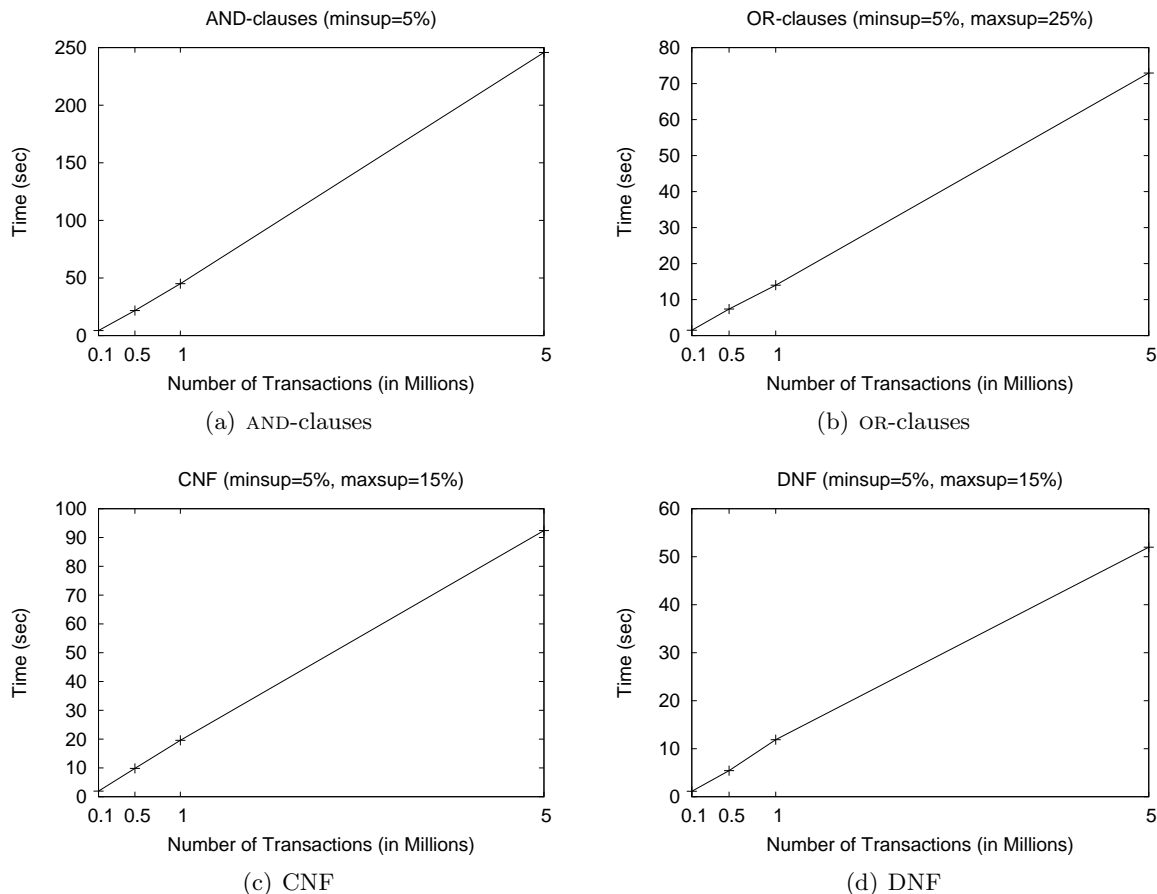 AND-clauses (minsup=5%)
250
200
150
100
50
0
Time (sec)
0.1 0.5 1 5
Number of Transactions (in Millions)
(a) AND-clauses
OR-clauses (minsup=5%, maxsup=25%)
80
70
60
50
40
30
20
10
0
Time (sec)
0.1 0.5 1 5
Number of Transactions (in Millions)
(b) OR-clauses
CNF (minsup=5%, maxsup=15%)
100
90
80
70
60
50
40
30
20
10
0
Time (sec)
0.1 0.5 1 5
Number of Transactions (in Millions)
(c) CNF
DNF (minsup=5%, maxsup=15%)
60
50
40
30
20
10
0
Time (sec)
0.1 0.5 1 5
Number of Transactions (in Millions)
(d) DNF